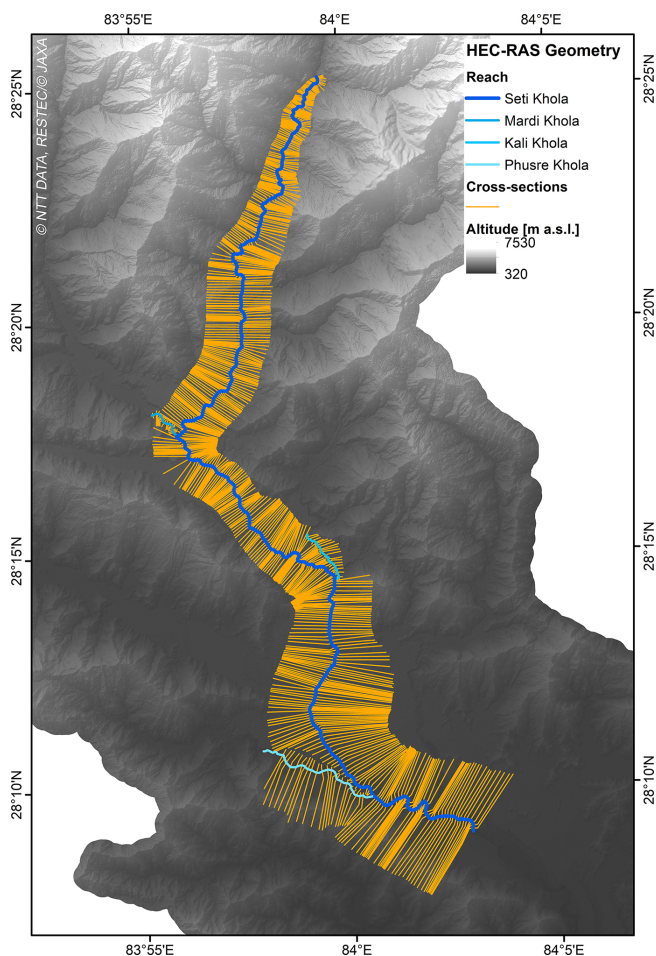 83°55'E 84°E 84°5'E
HEC-RAS Geometry
Reach
Seti Khola
Mardi Khola
Kali Khola
Phusre Khola
Cross-sections
Altitude [m a.s.l.]
7530
320
© NTT DATA, RESTEC/© JAXA
28°25'N
28°20'N
28°15'N
28°10'N
28°25'N
28°20'N
28°15'N
28°10'N
83°55'E 84°E 84°5'E